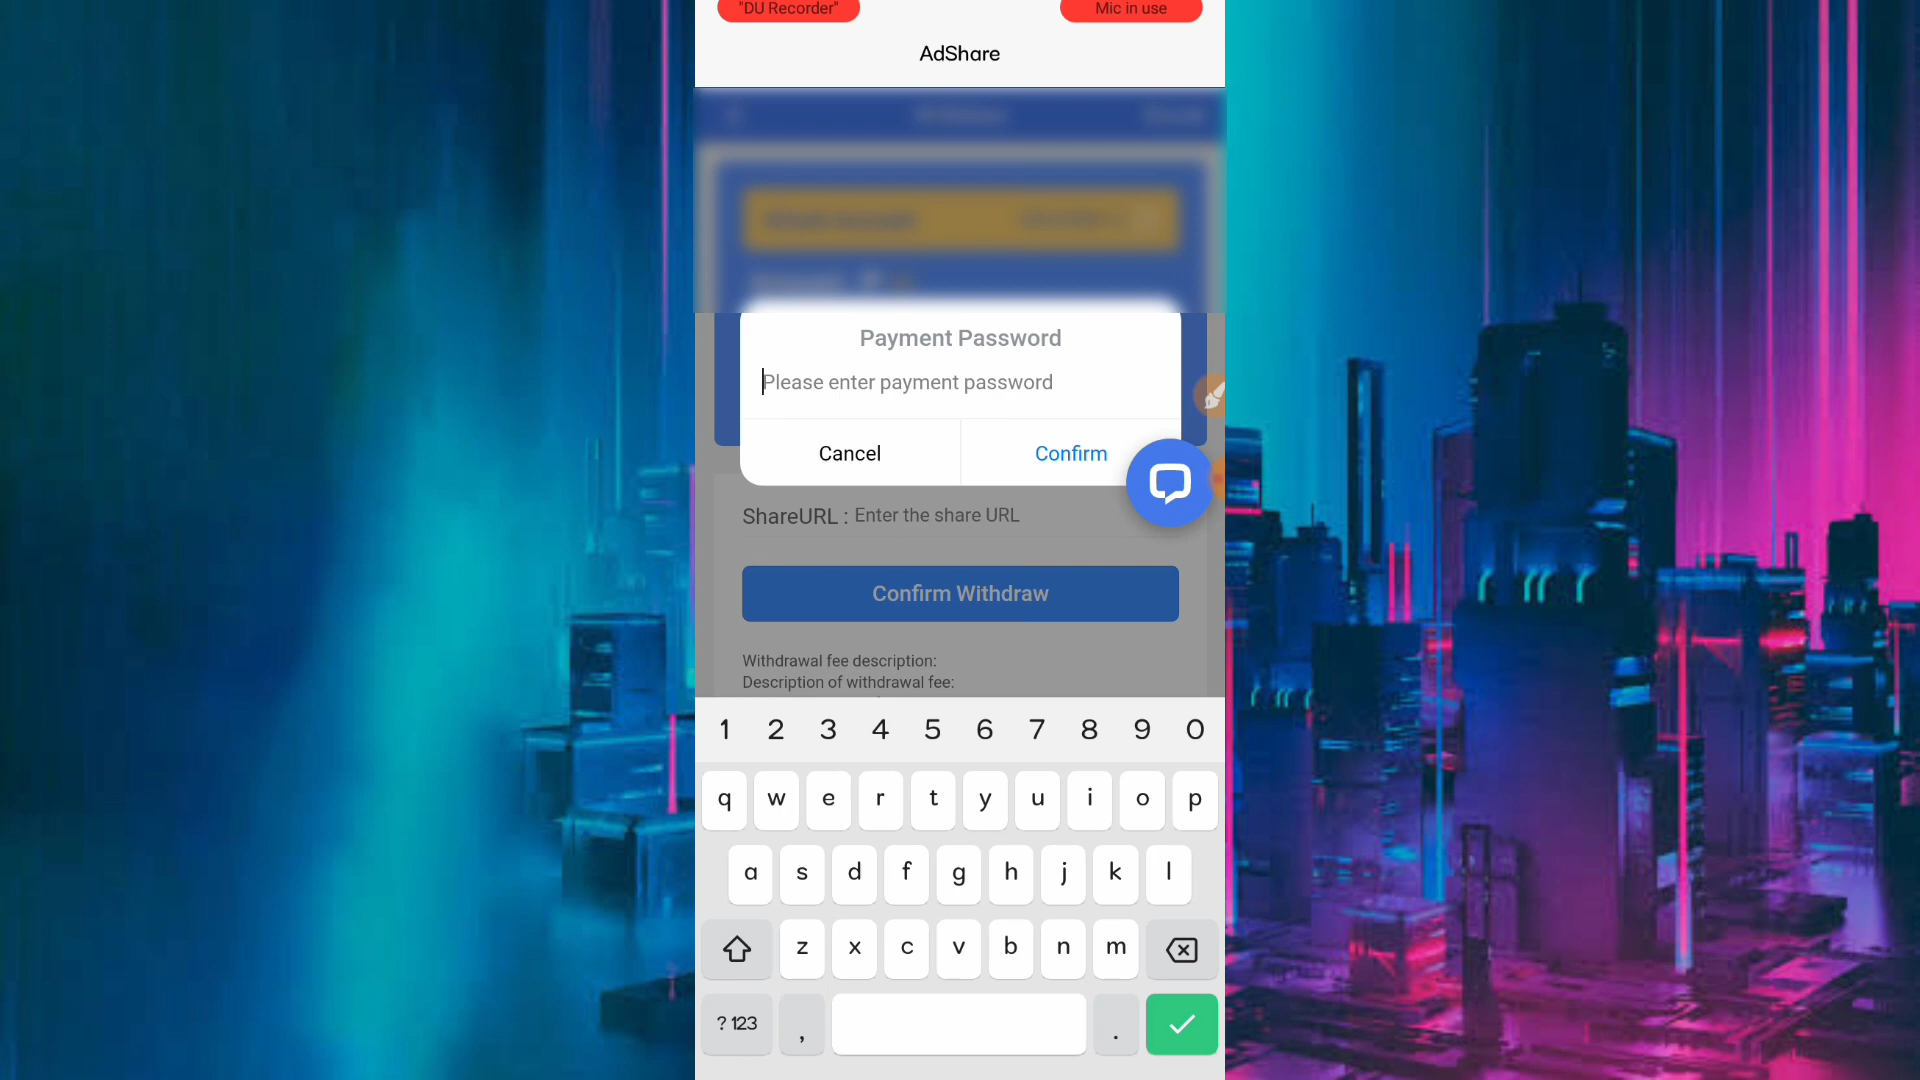 "DU Recorder"
Mic in use
AdShare
Payment Password
Please enter payment password
Cancel
Confirm
ShareURL : Enter the share URL
Confirm Withdraw
Withdrawal fee description:
Description of withdrawal fee:
1 2 3 4 5 6 7 8 9 0
q w e r t y u i o p
a s d f g h j k l
z x c v b n m
?123 , .